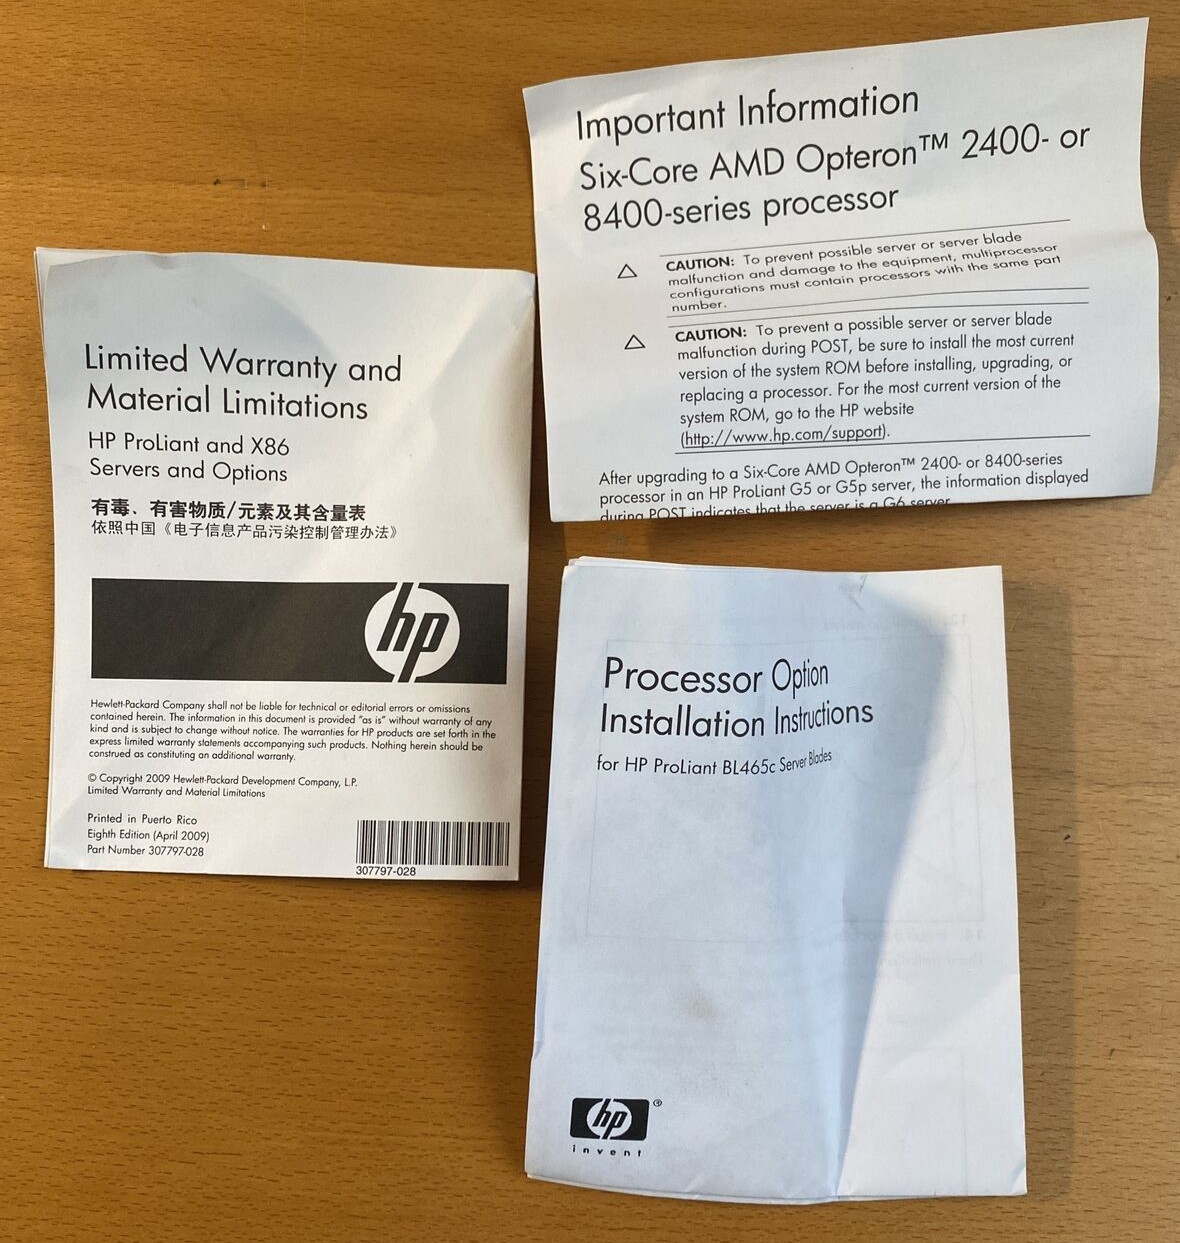 Limited Warranty and
Material Limitations
HP ProLiant and X86
Servers and Options
有毒、有害物质/元素及其含量表
依照中国《电子信息产品污染控制管理办法》
hp
Hewlett-Packard Company shall not be liable for technical or editorial errors or omissions
contained herein. The information in this document is provided "as is" without warranty of any
kind and is subject to change without notice. The warranties for HP products are set forth in the
express limited warranty statements accompanying such products. Nothing herein should be
construed as constituting an additional warranty.
© Copyright 2009 Hewlett-Packard Development Company, L.P.
Limited Warranty and Material Limitations
Printed in Puerto Rico
Eighth Edition (April 2009)
Part Number 307797-028
307797-028
Important Information
Six-Core AMD Opteron™ 2400- or
8400-series processor
CAUTION: To prevent possible server or server blade
malfunction and damage to the equipment, multiprocessor
configurations must contain processors with the same part
number.
CAUTION: To prevent a possible server or server blade
malfunction during POST, be sure to install the most current
version of the system ROM before installing, upgrading, or
replacing a processor. For the most current version of the
system ROM, go to the HP website
(http://www.hp.com/support).
After upgrading to a Six-Core AMD Opteron™ 2400- or 8400-series
processor in an HP ProLiant G5 or G5p server, the information displayed
during POST indicates that the server is a G6 server
Processor Option
Installation Instructions
for HP ProLiant BL465c Server Blades
hp®
invent